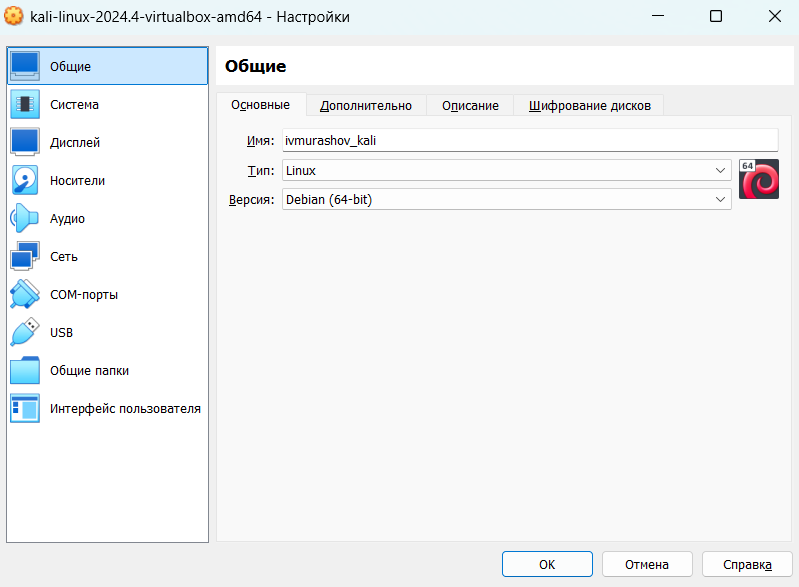 kali-linux-2024.4-virtualbox-amd64 - Настройки
Общие
Система
Дисплей
Носители
Аудио
Сеть
COM-порты
USB
Общие папки
Интерфейс пользователя
Общие
Основные Дополнительно Описание Шифрование дисков
Имя: ivmurashov_kali
Тип: Linux
64
Версия: Debian (64-bit)
OK Отмена Справка